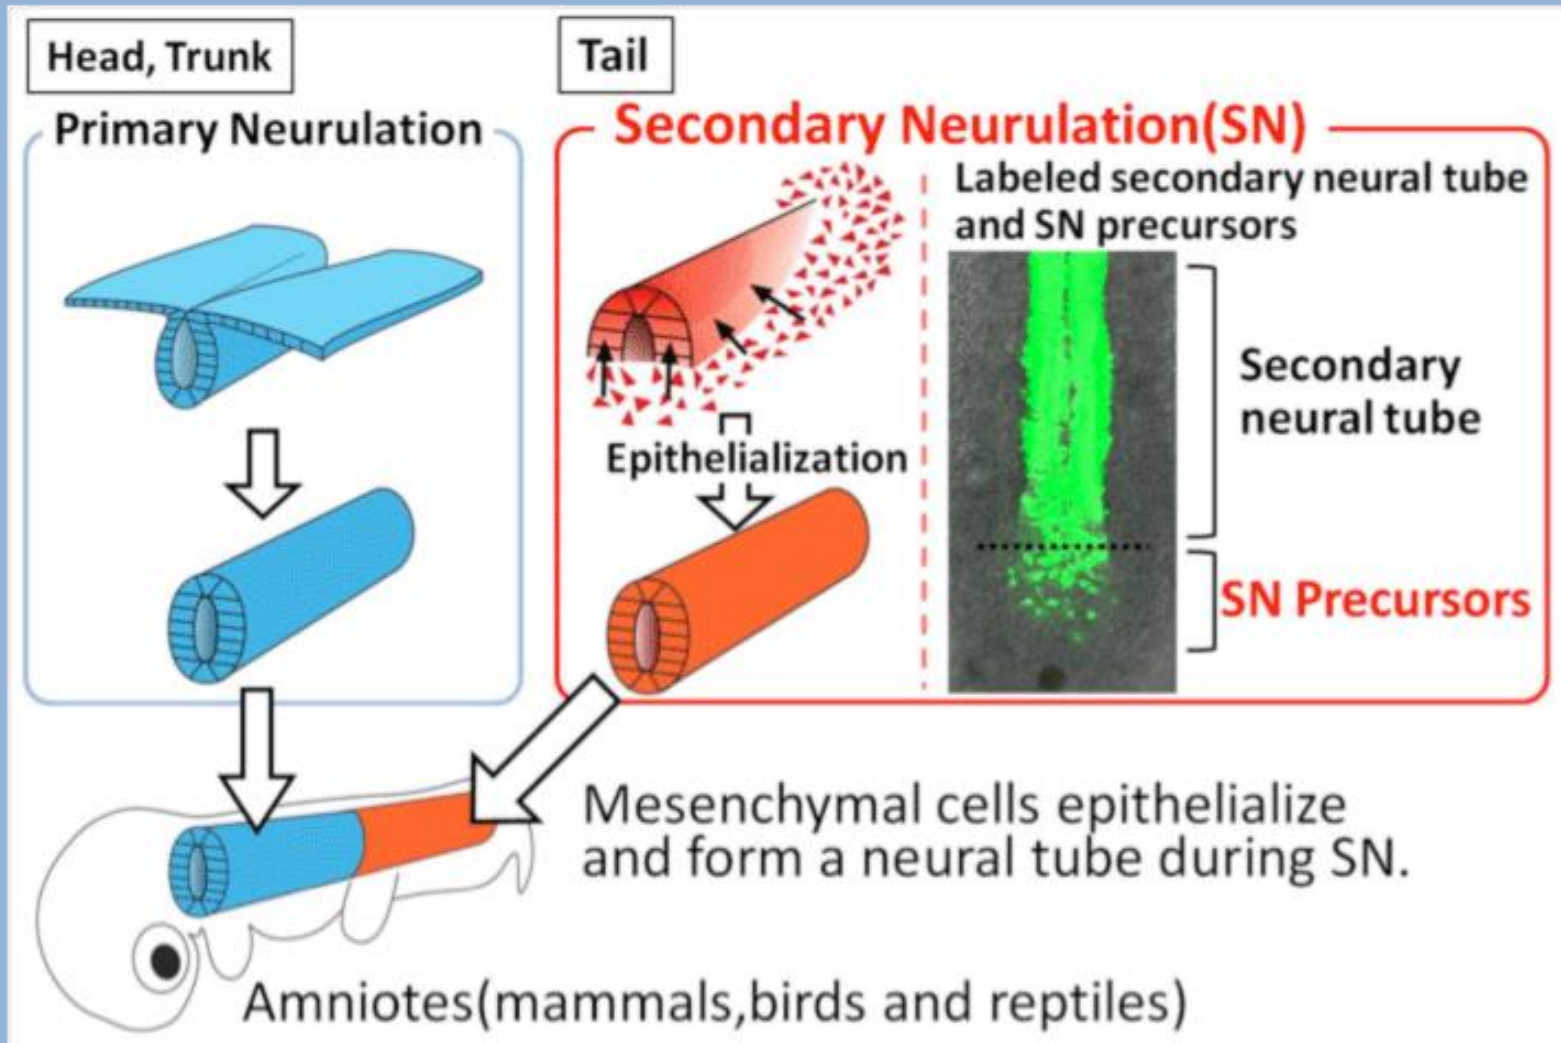 Head, Trunk
Primary Neurulation
Tail
Secondary Neurulation(SN)
Labeled secondary neural tube
and SN precursors
Epithelialization
Secondary
neural tube
SN Precursors
Mesenchymal cells epithelialize
and form a neural tube during SN.
Amniotes(mammals,birds and reptiles)